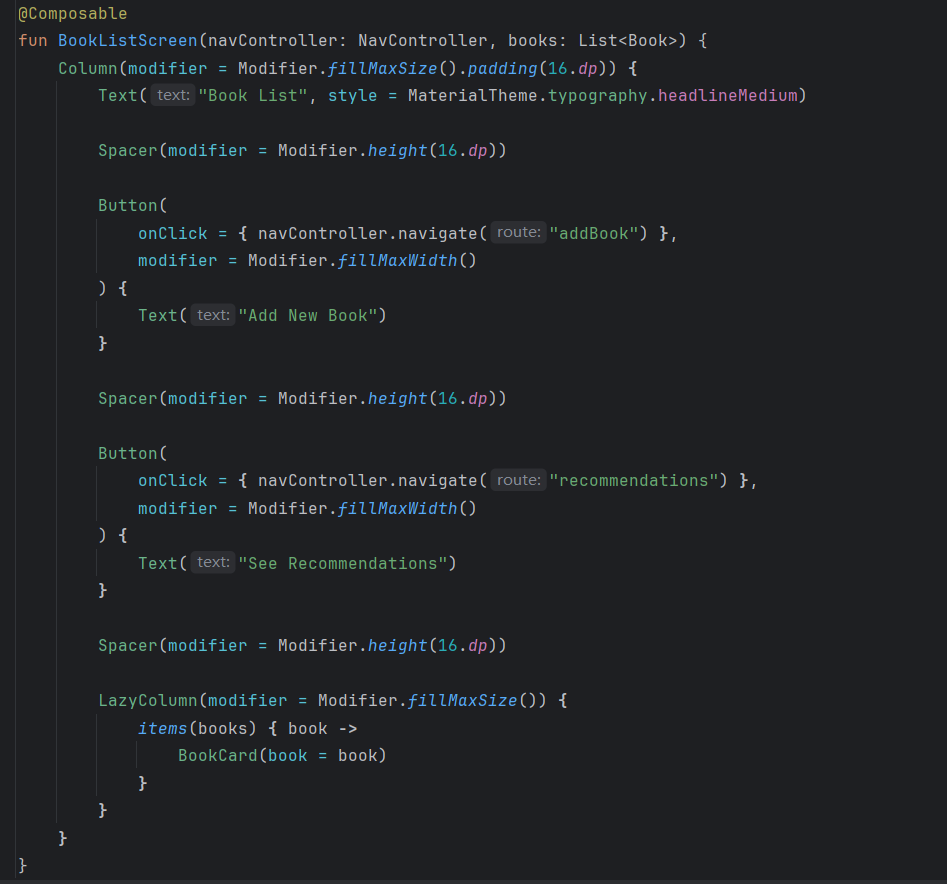 @Composable
fun BookListScreen(navController: NavController, books: List<Book>) {
    Column(modifier = Modifier.fillMaxSize().padding(16.dp)) {
        Text( text: "Book List", style = MaterialTheme.typography.headlineMedium)

        Spacer(modifier = Modifier.height(16.dp))

        Button(
            onClick = { navController.navigate( route: "addBook") },
            modifier = Modifier.fillMaxWidth()
        ) {
            Text( text: "Add New Book")
        }

        Spacer(modifier = Modifier.height(16.dp))

        Button(
            onClick = { navController.navigate( route: "recommendations") },
            modifier = Modifier.fillMaxWidth()
        ) {
            Text( text: "See Recommendations")
        }

        Spacer(modifier = Modifier.height(16.dp))

        LazyColumn(modifier = Modifier.fillMaxSize()) {
            items(books) { book ->
                BookCard(book = book)
            }
        }
    }
}